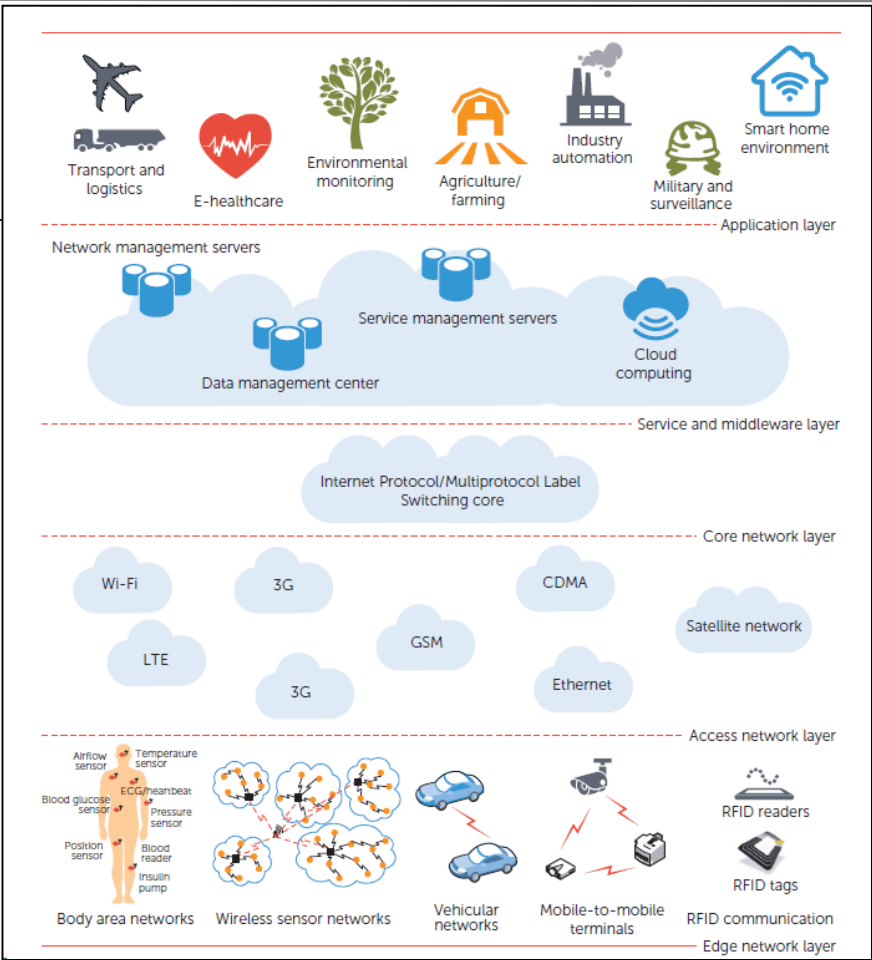 Transport and
logistics
E-healthcare
Environmental
monitoring
Agriculture/
farming
Industry
automation
Military and
surveillance
Smart home
environment
Application layer
Network management servers
Service management servers
Data management center
Cloud
computing
Service and middleware layer
Internet Protocol/Multiprotocol Label
Switching core
Core network layer
Wi-Fi
3G
CDMA
Satellite network
LTE
GSM
3G
Ethernet
Access network layer
Airflow
sensor
Temperature
sensor
ECG/heartbeat
Blood glucose
sensor
Pressure
sensor
Position
sensor
Blood
reader
Insulin
pump
Body area networks
Wireless sensor networks
Vehicular
networks
Mobile-to-mobile
terminals
RFID readers
RFID tags
RFID communication
Edge network layer